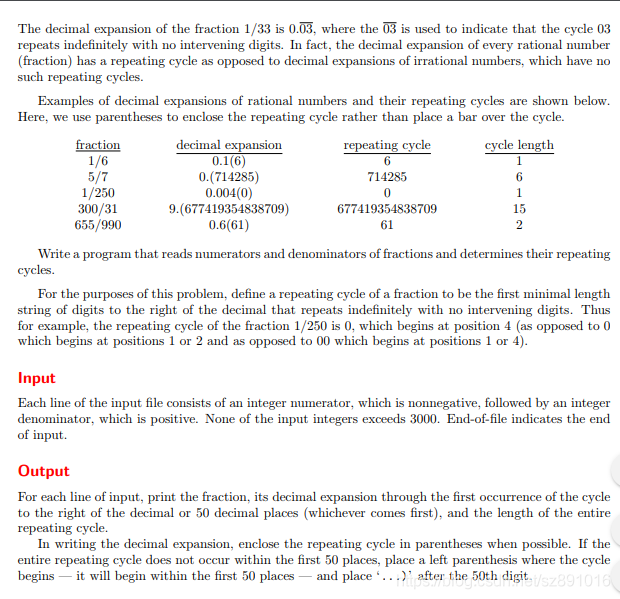 The decimal expansion of the fraction 1/33 is 0.0̅3̅, where the 0̅3̅ is used to indicate that the cycle 03
repeats indefinitely with no intervening digits. In fact, the decimal expansion of every rational number
(fraction) has a repeating cycle as opposed to decimal expansions of irrational numbers, which have no
such repeating cycles.
Examples of decimal expansions of rational numbers and their repeating cycles are shown below.
Here, we use parentheses to enclose the repeating cycle rather than place a bar over the cycle.
fraction decimal expansion repeating cycle cycle length
1/6 0.1(6) 6 1
5/7 0.(714285) 714285 6
1/250 0.004(0) 0 1
300/31 9.(677419354838709) 677419354838709 15
655/990 0.6(61) 61 2
Write a program that reads numerators and denominators of fractions and determines their repeating
cycles.
For the purposes of this problem, define a repeating cycle of a fraction to be the first minimal length
string of digits to the right of the decimal that repeats indefinitely with no intervening digits. Thus
for example, the repeating cycle of the fraction 1/250 is 0, which begins at position 4 (as opposed to 0
which begins at positions 1 or 2 and as opposed to 00 which begins at positions 1 or 4).
Input
Each line of the input file consists of an integer numerator, which is nonnegative, followed by an integer
denominator, which is positive. None of the input integers exceeds 3000. End-of-file indicates the end
of input.
Output
For each line of input, print the fraction, its decimal expansion through the first occurrence of the cycle
to the right of the decimal or 50 decimal places (whichever comes first), and the length of the entire
repeating cycle.
In writing the decimal expansion, enclose the repeating cycle in parentheses when possible. If the
entire repeating cycle does not occur within the first 50 places, place a left parenthesis where the cycle
begins — it will begin within the first 50 places — and place ‘...)’ after the 50th digit.